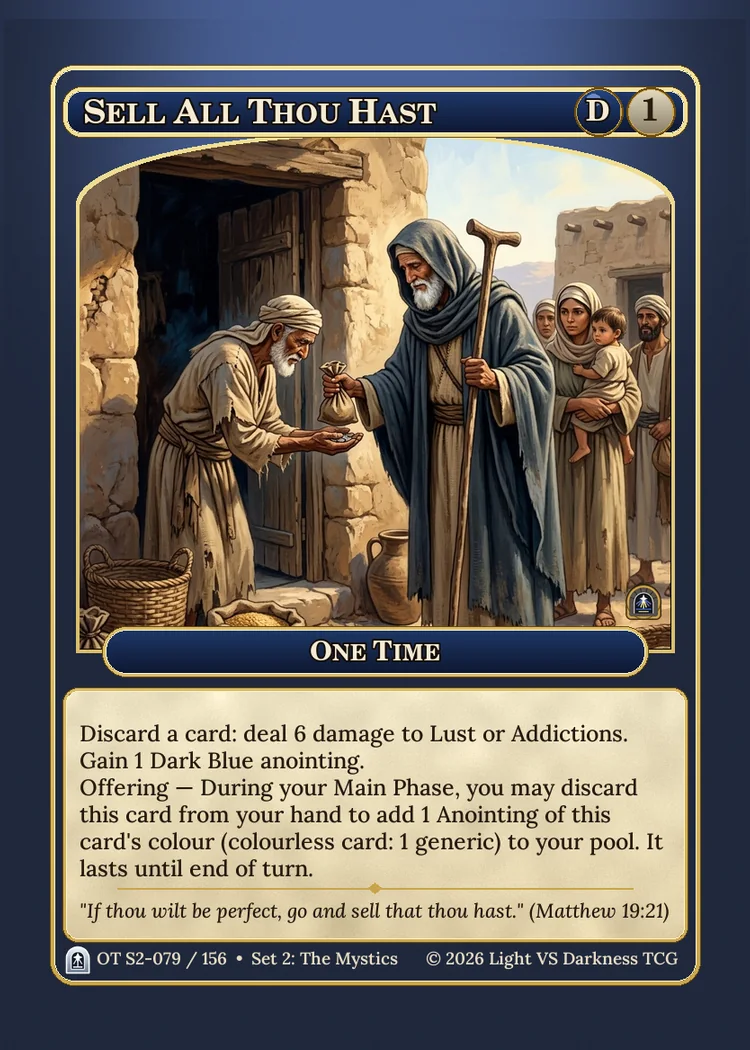 Sell All Thou Hast
D 1
One Time
Discard a card: deal 6 damage to Lust or Addictions.
Gain 1 Dark Blue anointing.
Offering — During your Main Phase, you may discard
this card from your hand to add 1 Anointing of this
card's colour (colourless card: 1 generic) to your pool. It
lasts until end of turn.
"If thou wilt be perfect, go and sell that thou hast." (Matthew 19:21)
OT S2-079 / 156 • Set 2: The Mystics © 2026 Light VS Darkness TCG